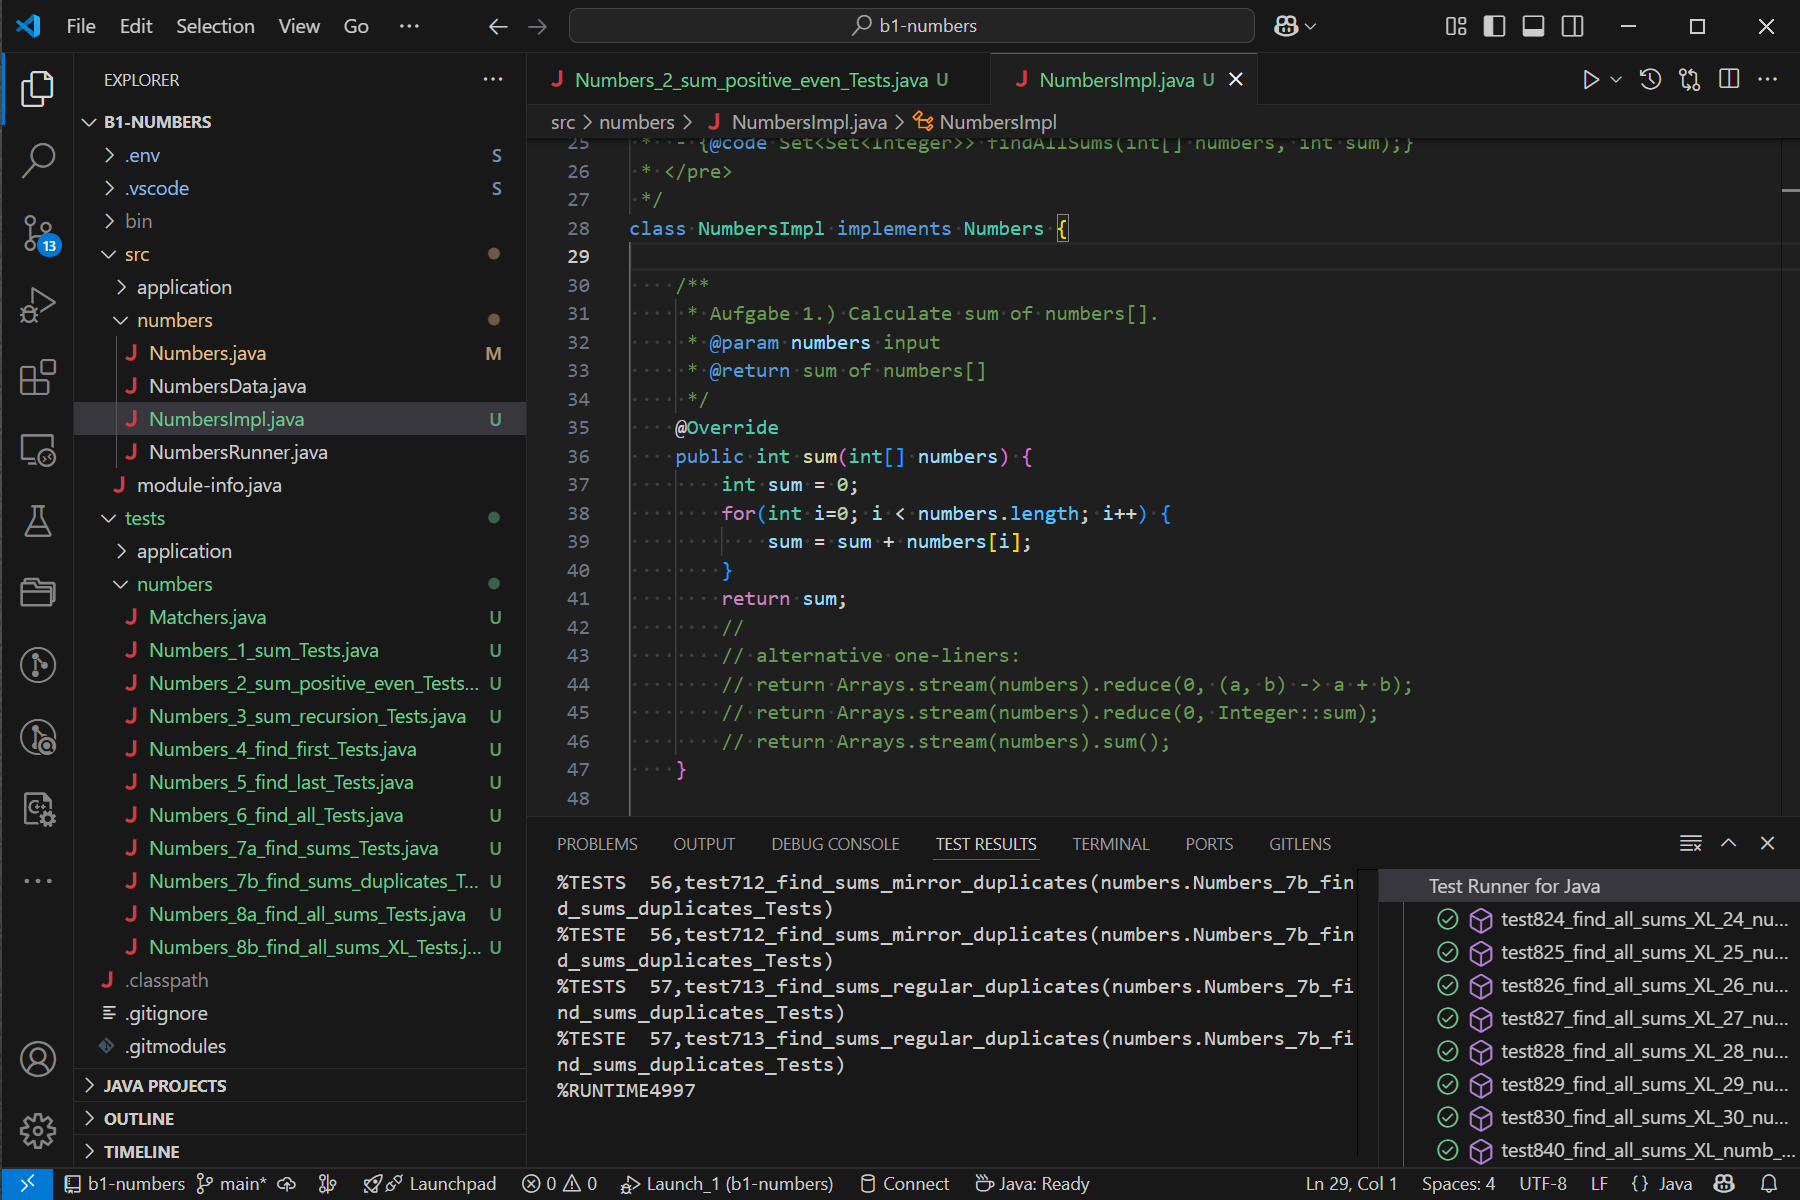 File Edit Selection View Go ···
b1-numbers
EXPLORER
B1-NUMBERS
.env S
.vscode S
bin
src
application
numbers
J Numbers.java M
J NumbersData.java
J NumbersImpl.java U
J NumbersRunner.java
J module-info.java
tests
application
numbers
J Matchers.java U
J Numbers_1_sum_Tests.java U
J Numbers_2_sum_positive_even_Tests... U
J Numbers_3_sum_recursion_Tests.java U
J Numbers_4_find_first_Tests.java U
J Numbers_5_find_last_Tests.java U
J Numbers_6_find_all_Tests.java U
J Numbers_7a_find_sums_Tests.java U
J Numbers_7b_find_sums_duplicates_T... U
J Numbers_8a_find_all_sums_Tests.java U
J Numbers_8b_find_all_sums_XL_Tests.j... U
J .classpath
.gitignore
.gitmodules
JAVA PROJECTS
OUTLINE
TIMELINE
13
J Numbers_2_sum_positive_even_Tests.java U
J NumbersImpl.java U
src > numbers > J NumbersImpl.java > NumbersImpl
25 * - {@code Set<Set<Integer>> findAllSums(int[] numbers, int sum);}
26 * </pre>
27 */
28 class NumbersImpl implements Numbers {
29
30 /**
31 * Aufgabe 1.) Calculate sum of numbers[].
32 * @param numbers input
33 * @return sum of numbers[]
34 */
35 @Override
36 public int sum(int[] numbers) {
37 int sum = 0;
38 for(int i=0; i < numbers.length; i++) {
39 sum = sum + numbers[i];
40 }
41 return sum;
42 //
43 // alternative one-liners:
44 // return Arrays.stream(numbers).reduce(0, (a, b) -> a + b);
45 // return Arrays.stream(numbers).reduce(0, Integer::sum);
46 // return Arrays.stream(numbers).sum();
47 }
48
PROBLEMS OUTPUT DEBUG CONSOLE TEST RESULTS TERMINAL PORTS GITLENS
%TESTS 56,test712_find_sums_mirror_duplicates(numbers.Numbers_7b_fin
d_sums_duplicates_Tests)
%TESTE 56,test712_find_sums_mirror_duplicates(numbers.Numbers_7b_fin
d_sums_duplicates_Tests)
%TESTS 57,test713_find_sums_regular_duplicates(numbers.Numbers_7b_fi
nd_sums_duplicates_Tests)
%TESTE 57,test713_find_sums_regular_duplicates(numbers.Numbers_7b_fi
nd_sums_duplicates_Tests)
%RUNTIME4997
Test Runner for Java
test824_find_all_sums_XL_24_nu...
test825_find_all_sums_XL_25_nu...
test826_find_all_sums_XL_26_nu...
test827_find_all_sums_XL_27_nu...
test828_find_all_sums_XL_28_nu...
test829_find_all_sums_XL_29_nu...
test830_find_all_sums_XL_30_nu...
test840_find_all_sums_XL_numb_...
b1-numbers main* Launchpad 0 0 Launch_1 (b1-numbers) Connect Java: Ready Ln 29, Col 1 Spaces: 4 UTF-8 LF {} Java